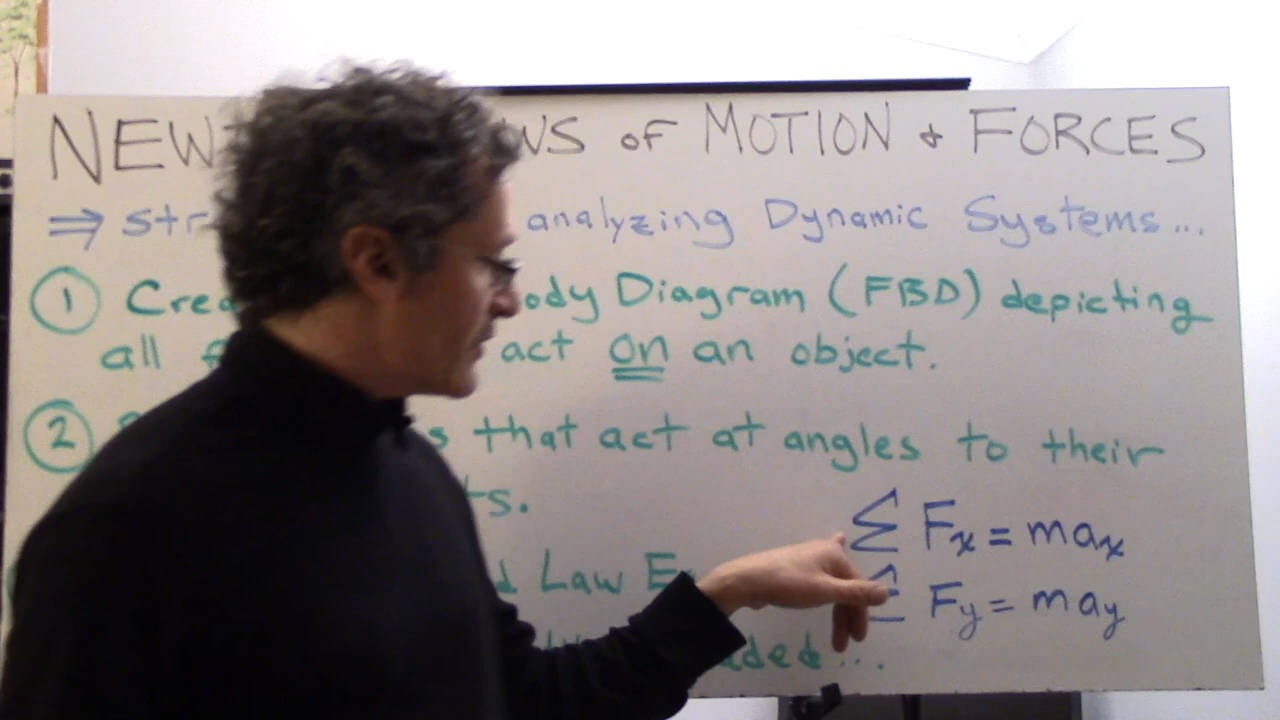 NEW WS of MOTION & FORCES
⇒ str analyzing Dynamic Systems...
① Crea ody Diagram (FBD) depicting
all act on an object.
② s that act at angles to their
ts.
Σ Fx = max
d Law E
Σ Fy = may
ded...